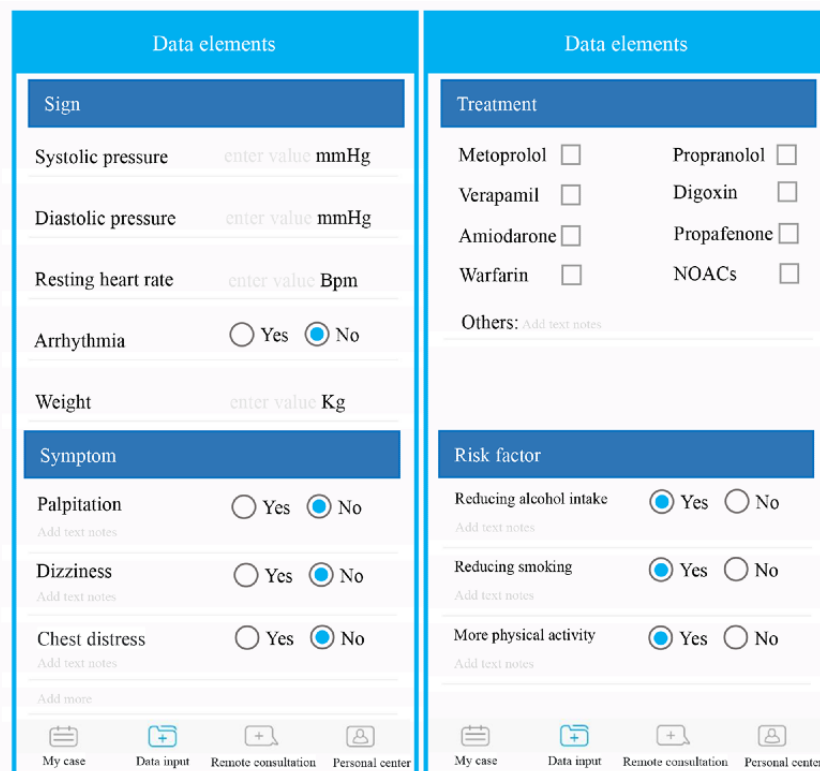 Data elements
Sign
Systolic pressure enter value mmHg
Diastolic pressure enter value mmHg
Resting heart rate enter value Bpm
Arrhythmia Yes No
Weight enter value Kg
Symptom
Palpitation Yes No
Add text notes
Dizziness Yes No
Add text notes
Chest distress Yes No
Add text notes
Add more
My case Data input Remote consultation Personal center
Data elements
Treatment
Metoprolol Propranolol
Verapamil Digoxin
Amiodarone Propafenone
Warfarin NOACs
Others: Add text notes
Risk factor
Reducing alcohol intake Yes No
Add text notes
Reducing smoking Yes No
Add text notes
More physical activity Yes No
Add text notes
My case Data input Remote consultation Personal center